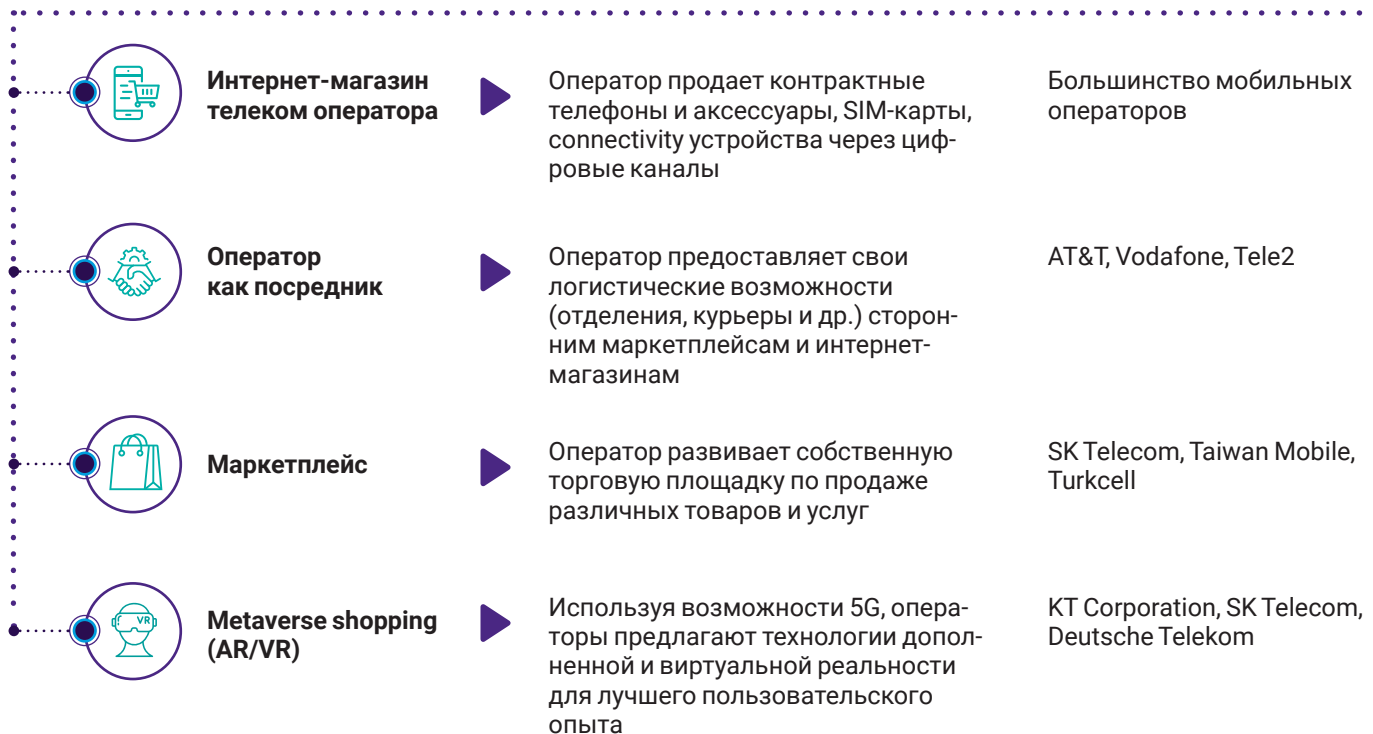 Интернет-магазин
телеком оператора
Оператор продает контрактные
телефоны и аксессуары, SIM-карты,
connectivity устройства через циф-
ровые каналы
Большинство мобильных
операторов
Оператор
как посредник
Оператор предоставляет свои
логистические возможности
(отделения, курьеры и др.) сторон-
ним маркетплейсам и интернет-
магазинам
AT&T, Vodafone, Tele2
Маркетплейс
Оператор развивает собственную
торговую площадку по продаже
различных товаров и услуг
SK Telecom, Taiwan Mobile,
Turkcell
VR
Metaverse shopping
(AR/VR)
Используя возможности 5G, опера-
торы предлагают технологии допол-
ненной и виртуальной реальности
для лучшего пользовательского
опыта
KT Corporation, SK Telecom,
Deutsche Telekom